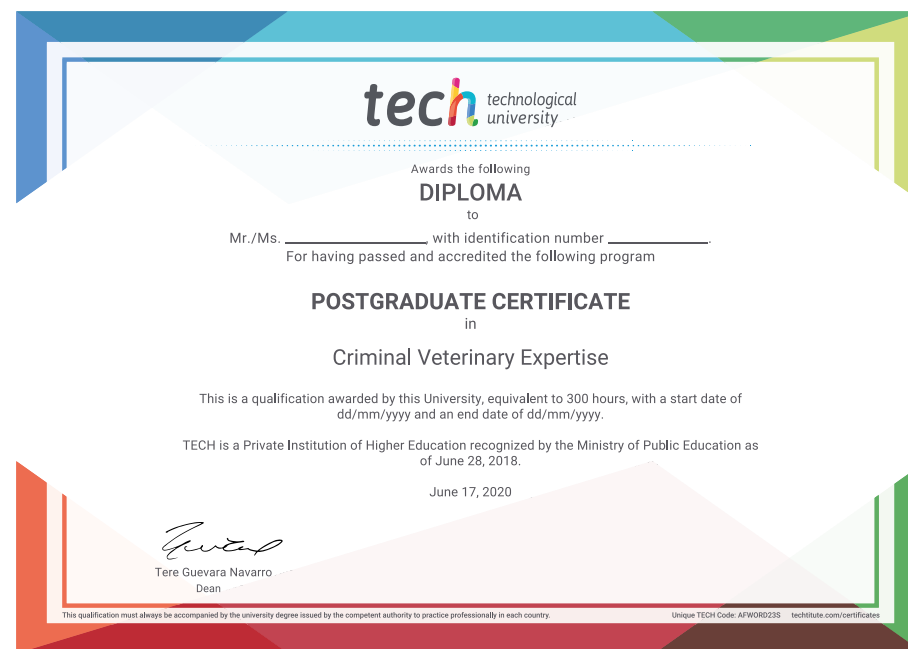 tech technological
university
Awards the following
DIPLOMA
to
Mr./Ms. ____________________, with identification number ______________.
For having passed and accredited the following program
POSTGRADUATE CERTIFICATE
in
Criminal Veterinary Expertise
This is a qualification awarded by this University, equivalent to 300 hours, with a start date of
dd/mm/yyyy and an end date of dd/mm/yyyy.
TECH is a Private Institution of Higher Education recognized by the Ministry of Public Education as
of June 28, 2018.
June 17, 2020
Tere Guevara Navarro
Dean
This qualification must always be accompanied by the university degree issued by the competent authority to practice professionally in each country. Unique TECH Code: AFWORD23S techtitute.com/certificates